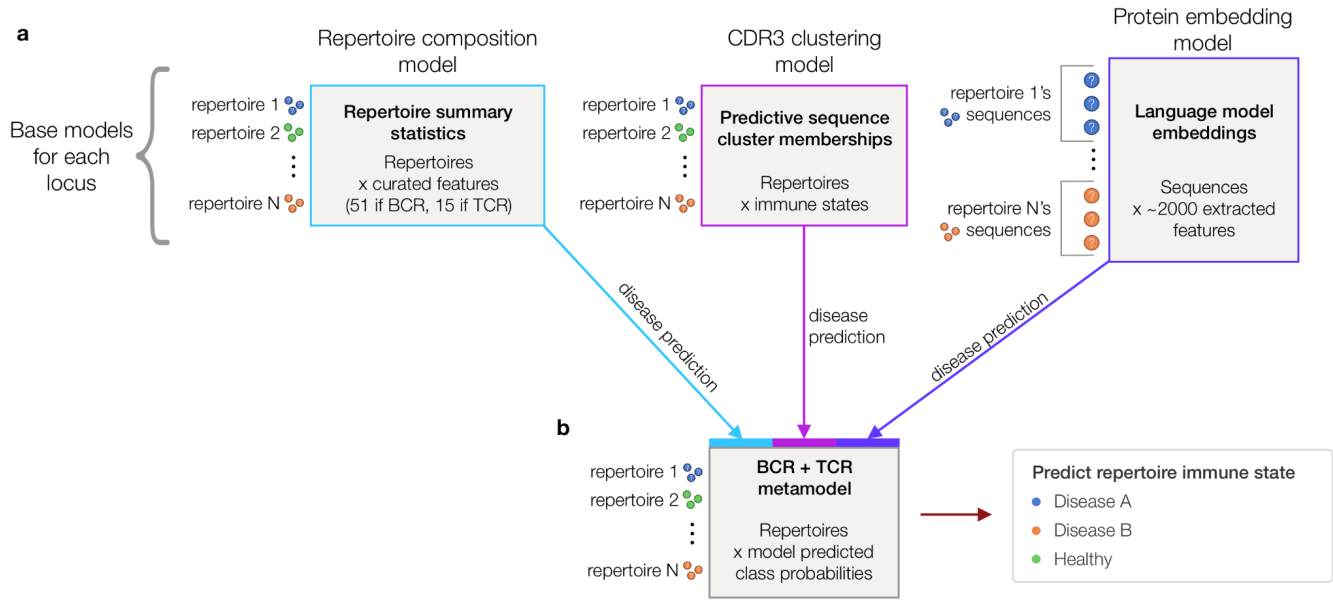 a
Base models
for each
locus
Repertoire composition
model
repertoire 1
repertoire 2
repertoire N
Repertoire summary
statistics
Repertoires
x curated features
(51 if BCR, 15 if TCR)
CDR3 clustering
model
repertoire 1
repertoire 2
repertoire N
Predictive sequence
cluster memberships
Repertoires
x immune states
Protein embedding
model
repertoire 1's
sequences
? ? ?
repertoire N's
sequences
? ? ?
Language model
embeddings
Sequences
x ~2000 extracted
features
disease prediction
disease
prediction
disease prediction
b
repertoire 1
repertoire 2
repertoire N
BCR + TCR
metamodel
Repertoires
x model predicted
class probabilities
Predict repertoire immune state
Disease A
Disease B
Healthy